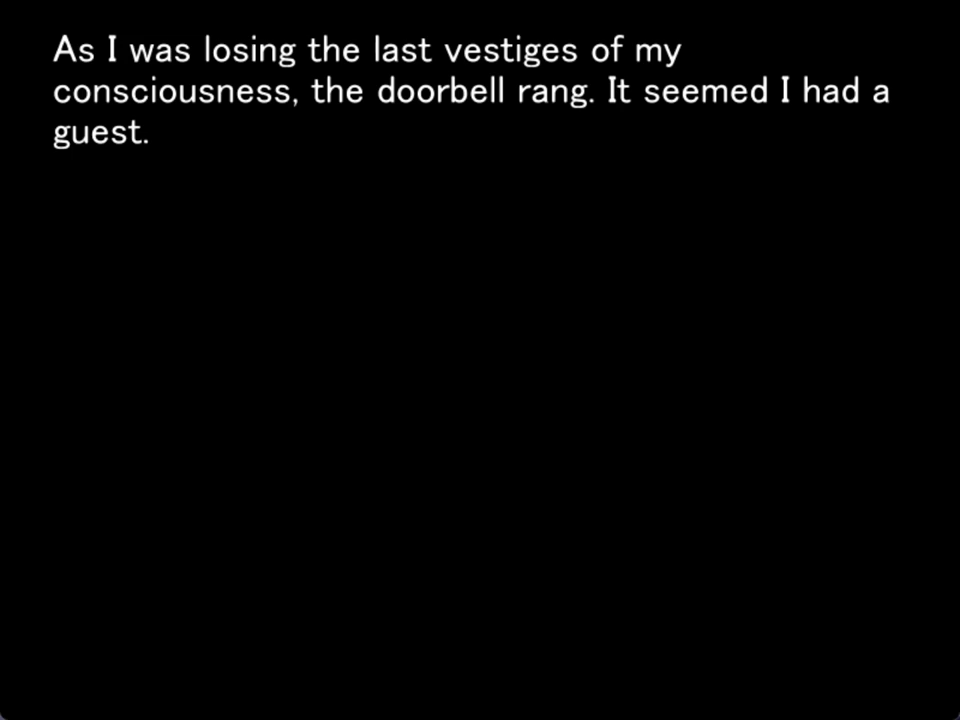 As I was losing the last vestiges of my
consciousness, the doorbell rang. It seemed I had a
guest.